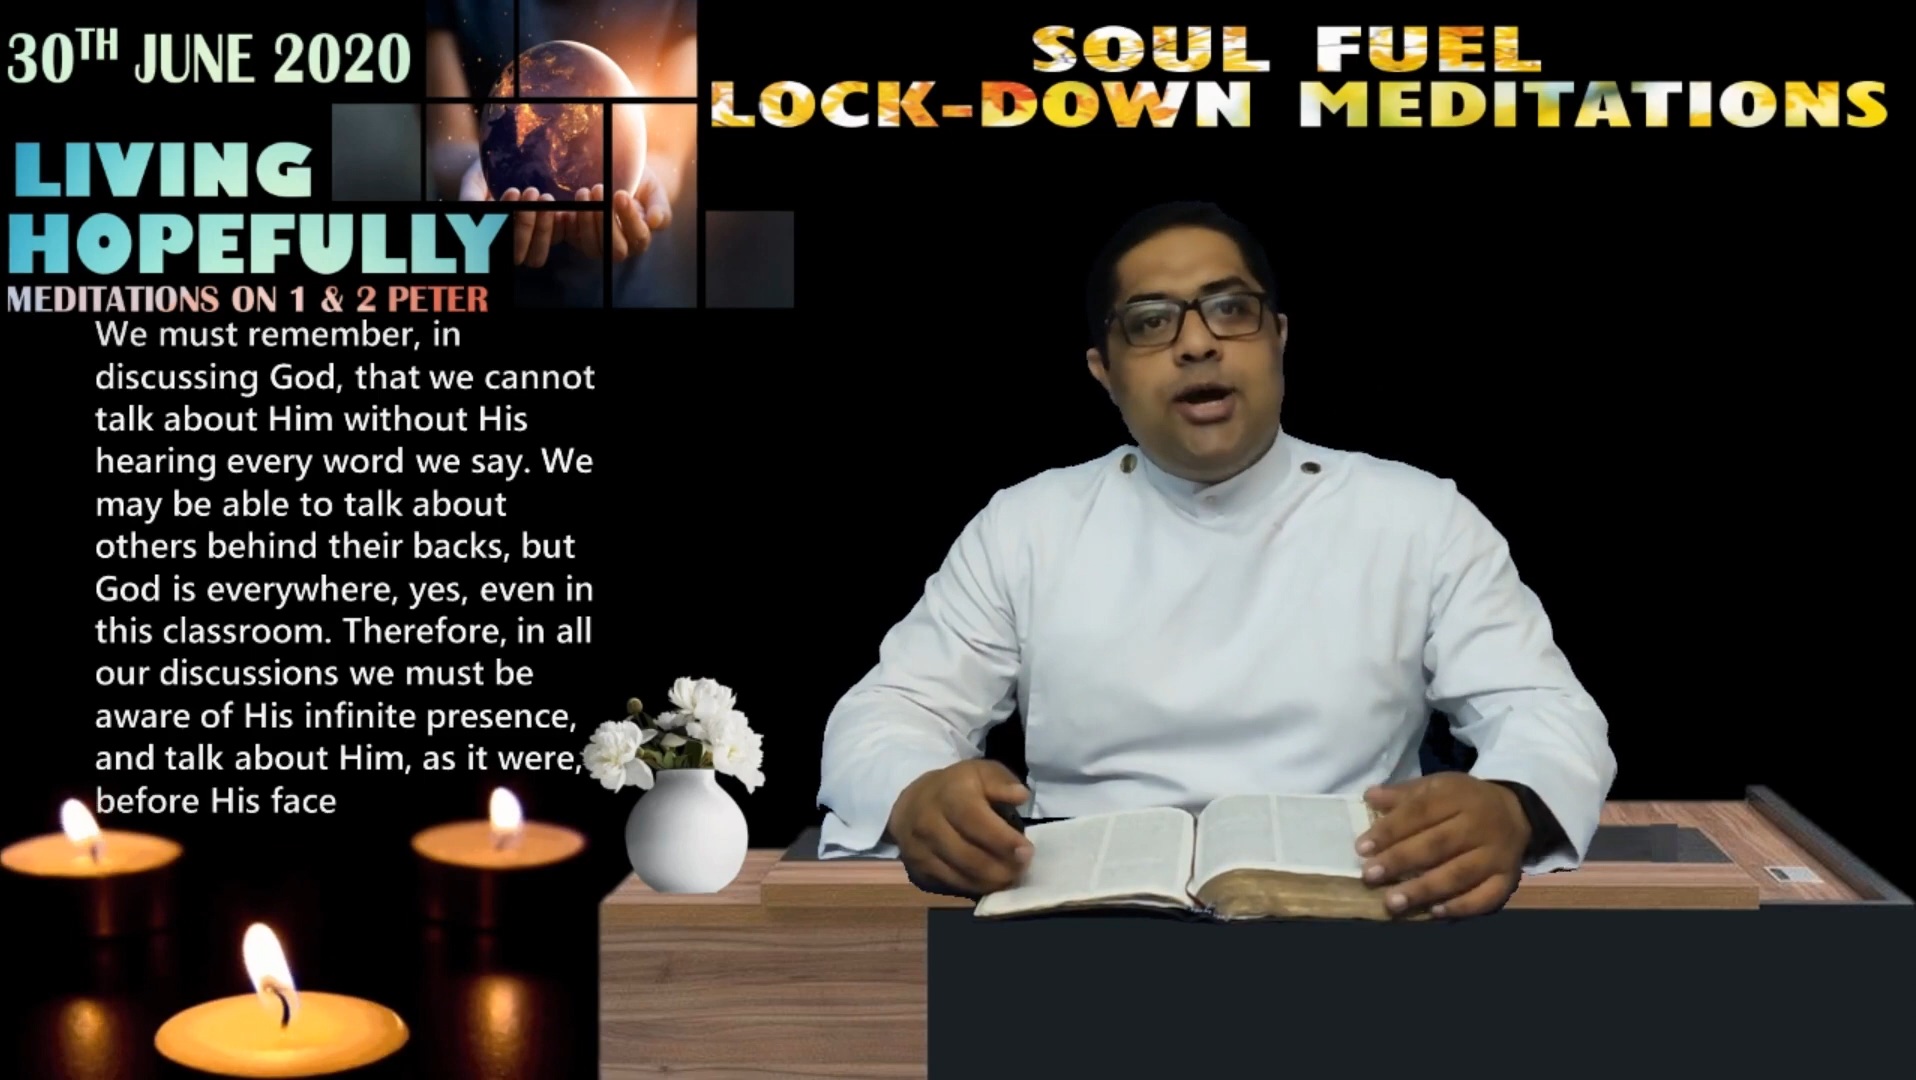 30TH JUNE 2020
SOUL FUEL
LOCK-DOWN MEDITATIONS
LIVING
HOPEFULLY
MEDITATIONS ON 1 & 2 PETER
We must remember, in
discussing God, that we cannot
talk about Him without His
hearing every word we say. We
may be able to talk about
others behind their backs, but
God is everywhere, yes, even in
this classroom. Therefore, in all
our discussions we must be
aware of His infinite presence,
and talk about Him, as it were,
before His face